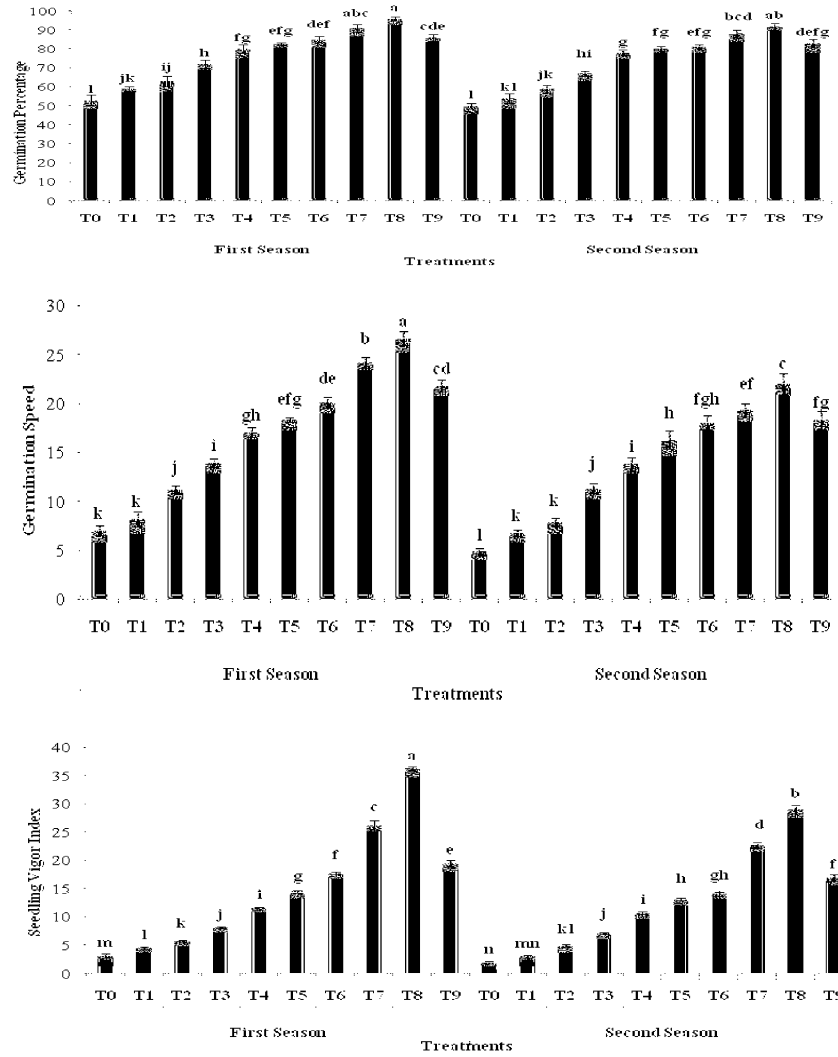 100
90
80
70
60
50
40
30
20
10
0
Germination Percentage
l jk ij h fg efg def abc a cde l kl jk hi g fg efg bcd ab defg
T0 T1 T2 T3 T4 T5 T6 T7 T8 T9 T0 T1 T2 T3 T4 T5 T6 T7 T8 T9
First Season Second Season
Treatments
30
25
20
15
10
5
0
Germination Speed
k k j i gh efg de b a cd l k k j i h fgh ef c fg
T0 T1 T2 T3 T4 T5 T6 T7 T8 T9 T0 T1 T2 T3 T4 T5 T6 T7 T8 T9
First Season Second Season
Treatments
40
35
30
25
20
15
10
5
0
Seedling Vigor Index
m l k j i g f c a e n mn kl j i h gh d b f
T0 T1 T2 T3 T4 T5 T6 T7 T8 T9 T0 T1 T2 T3 T4 T5 T6 T7 T8 T9
First Season Second Season
Treatments